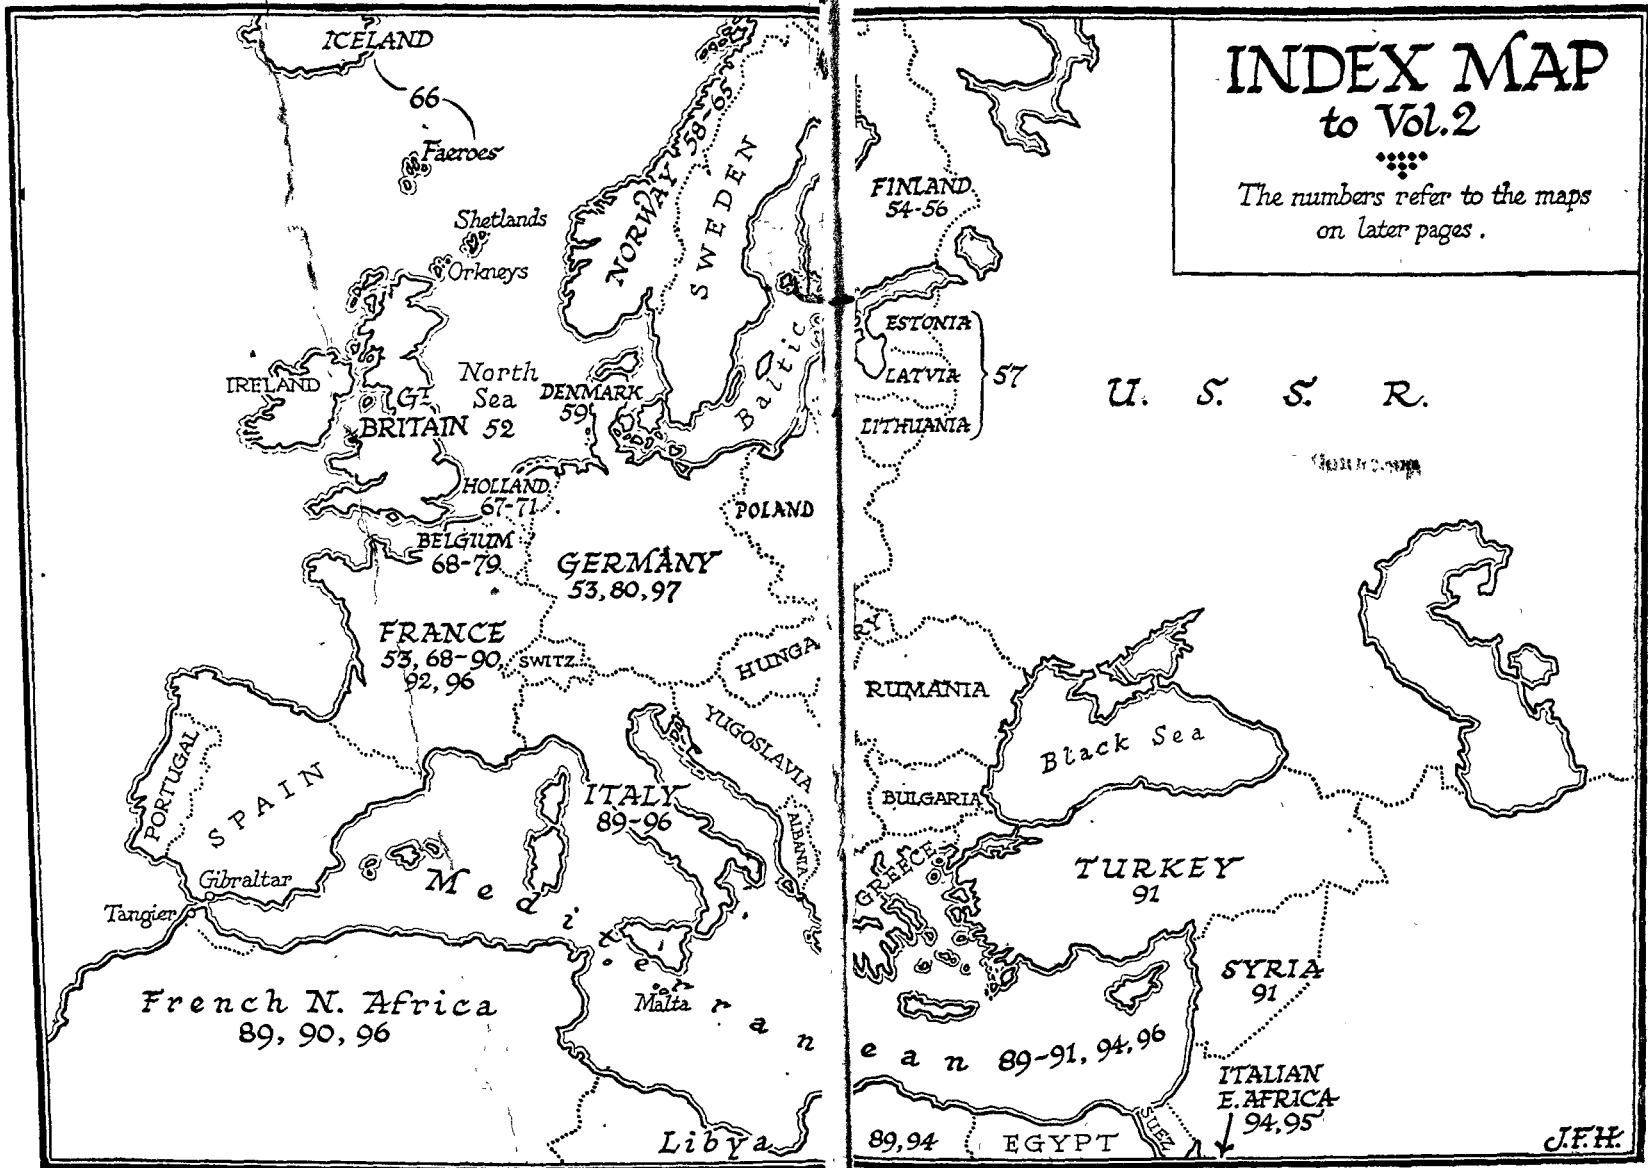 INDEX MAP
to Vol.2
The numbers refer to the maps
on later pages.
ICELAND
66
Faeroes
Shetlands
Orkneys
NORWAY 58-65
SWEDEN
FINLAND
54-56
ESTONIA
LATVIA
LITHUANIA
57
U. S. S. R.
IRELAND
GT.
BRITAIN 52
North
Sea
DENMARK
59
Baltic
HOLLAND
67-71
BELGIUM
68-79
GERMANY
53, 80, 97
POLAND
FRANCE
53, 68-90,
92, 96
SWITZ.
HUNGA
RY
RUMANIA
YUGOSLAVIA
Black Sea
BULGARIA
ALBANIA
PORTUGAL
SPAIN
ITALY
89-96
GREECE
TURKEY
91
Gibraltar
Tangier
Mediterran
ean 89-91, 94, 96
Malta
SYRIA
91
French N. Africa
89, 90, 96
ITALIAN
E. AFRICA
94, 95
Libya
89, 94
EGYPT
SUEZ
J.F.H.